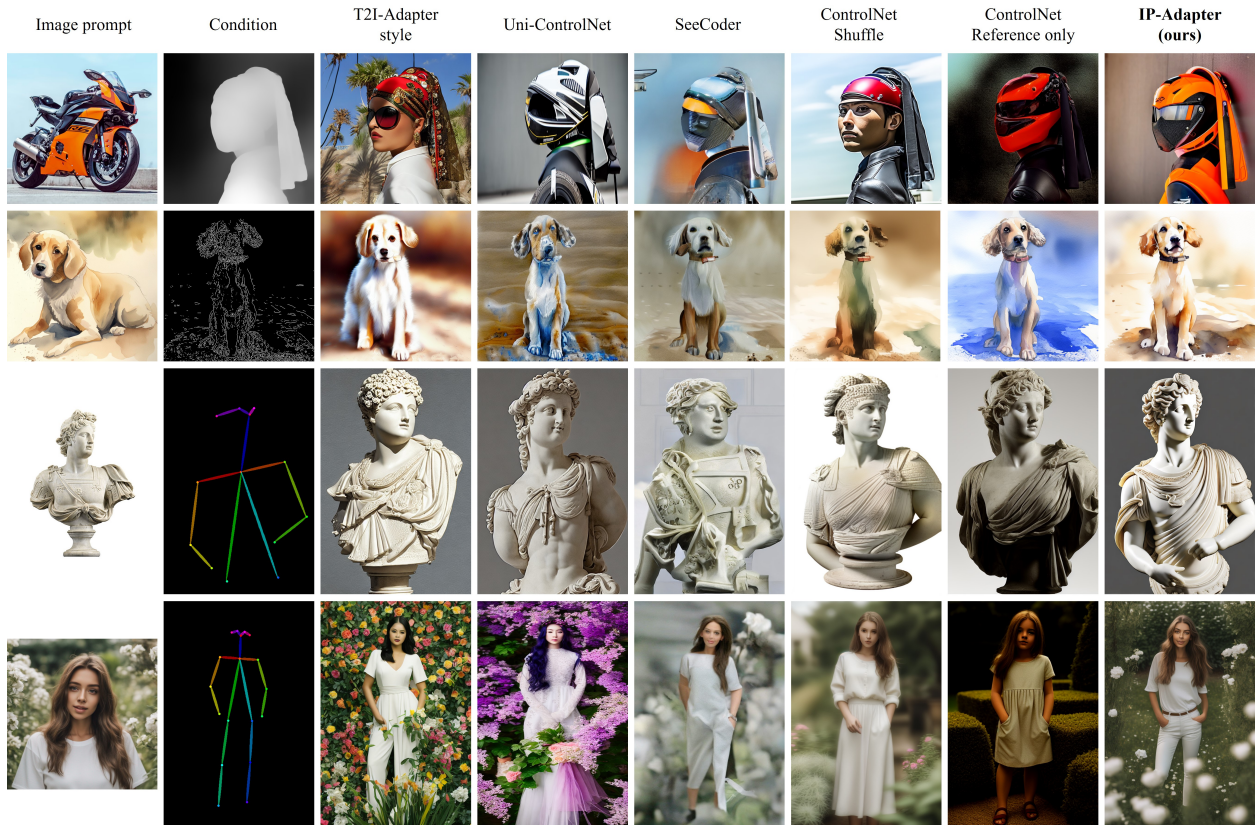 Image prompt
Condition
T2I-Adapter
style
Uni-ControlNet
SeeCoder
ControlNet
Shuffle
ControlNet
Reference only
IP-Adapter
(ours)